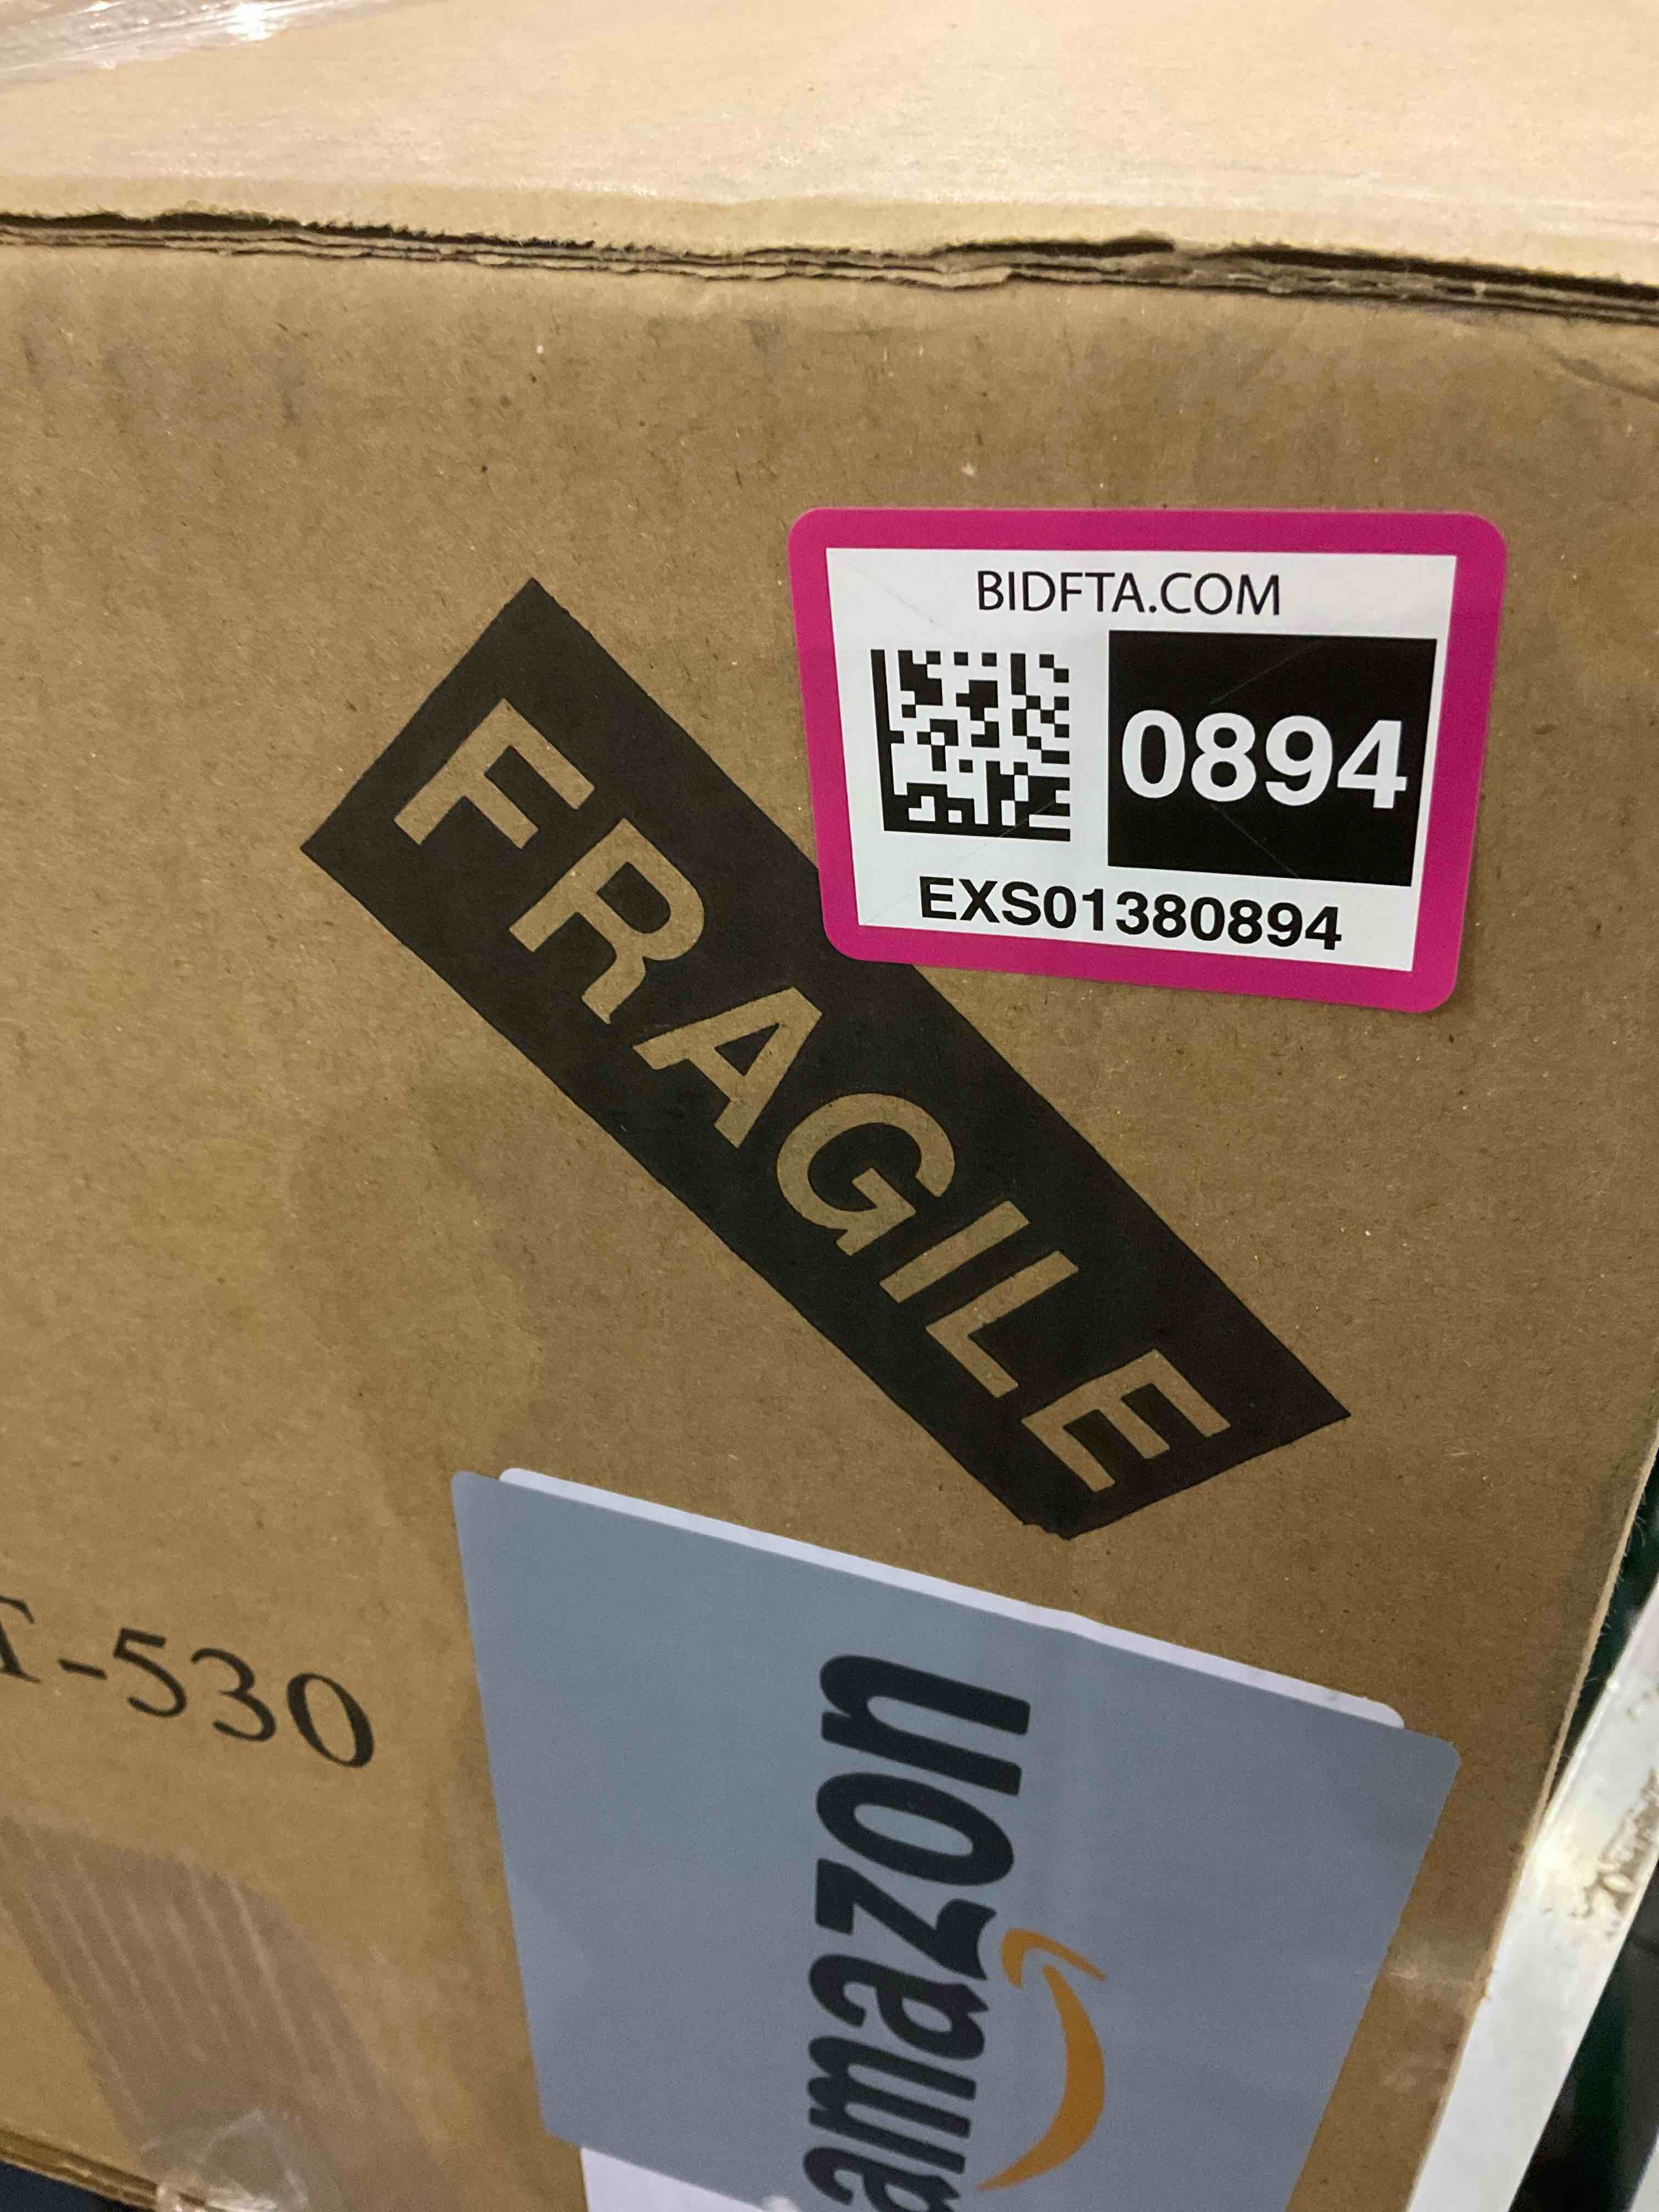 BIDFTA.COM
0894
EXS01380894
FRAGILE
T-530
amazon